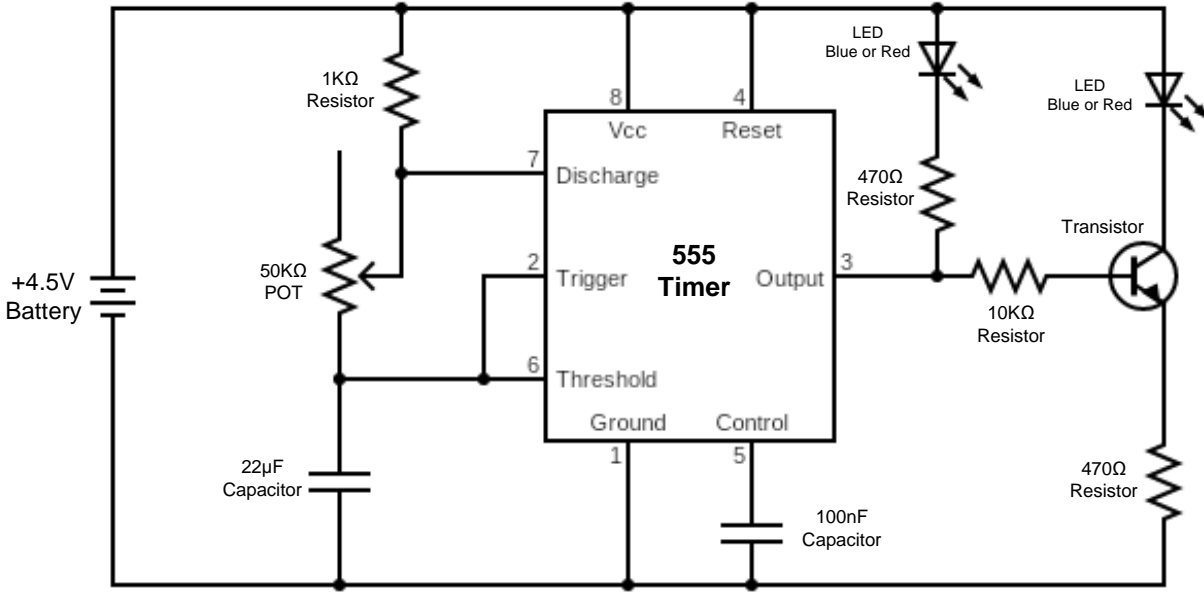 LED
Blue or Red
LED
Blue or Red
1KΩ
Resistor
8
4
Vcc
Reset
7
Discharge
470Ω
Resistor
Transistor
+4.5V
Battery
50KΩ
POT
2
Trigger
555
Timer
Output
3
10KΩ
Resistor
6
Threshold
Ground
Control
1
5
22µF
Capacitor
100nF
Capacitor
470Ω
Resistor